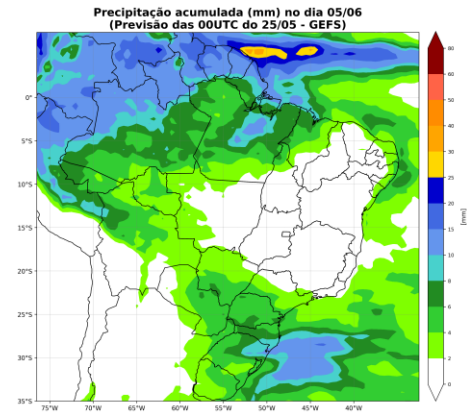 Precipitação acumulada (mm) no dia 05/06
(Previsão das 00UTC do 25/05 - GEFS)
0°
5°S
10°S
15°S
20°S
25°S
30°S
35°S
75°W
70°W
65°W
60°W
55°W
50°W
45°W
40°W
80
60
50
40
30
25
20
15
10
8
6
4
2
0
[mm]